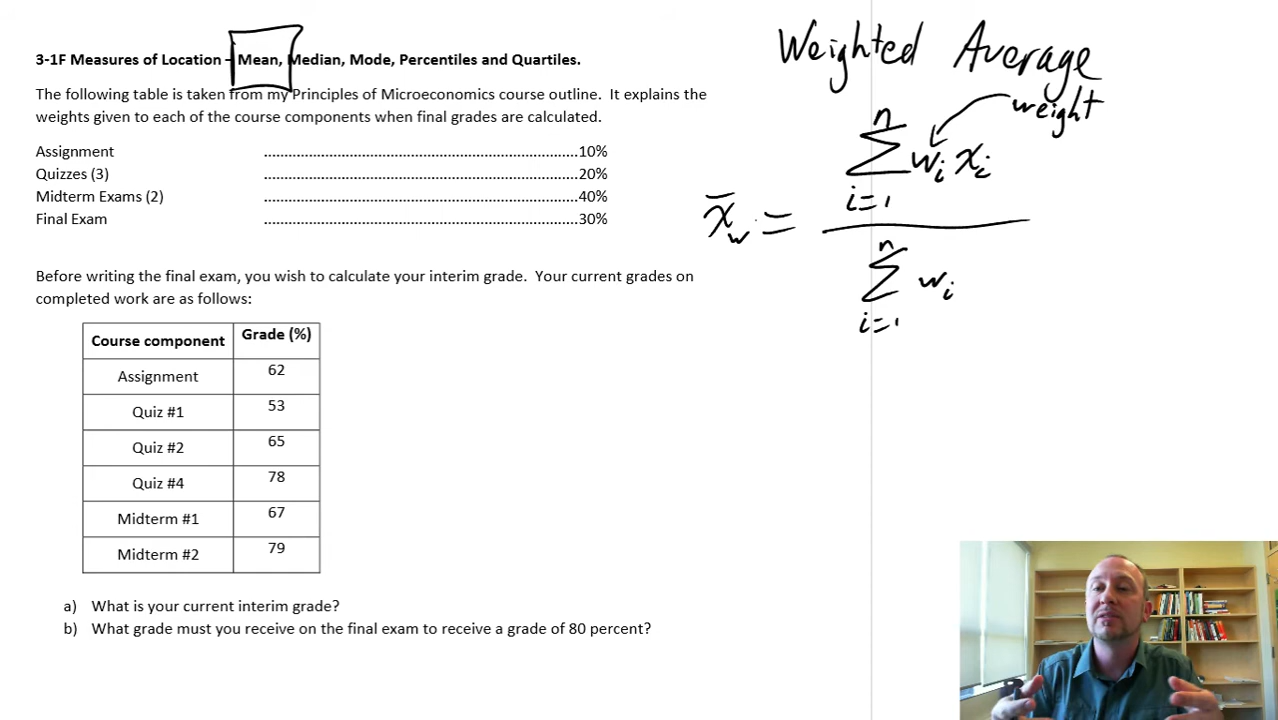 3-1F Measures of Location – Mean, Median, Mode, Percentiles and Quartiles.
The following table is taken from my Principles of Microeconomics course outline. It explains the
weights given to each of the course components when final grades are calculated.
Assignment ..............................................................................10%
Quizzes (3) ..............................................................................20%
Midterm Exams (2) ..............................................................................40%
Final Exam ..............................................................................30%
Before writing the final exam, you wish to calculate your interim grade. Your current grades on
completed work are as follows:
Course component Grade (%)
Assignment 62
Quiz #1 53
Quiz #2 65
Quiz #4 78
Midterm #1 67
Midterm #2 79
a) What is your current interim grade?
b) What grade must you receive on the final exam to receive a grade of 80 percent?
Weighted Average
weight
n
Σ wᵢ xᵢ
i=1
x̄w =
n
Σ wᵢ
i=1